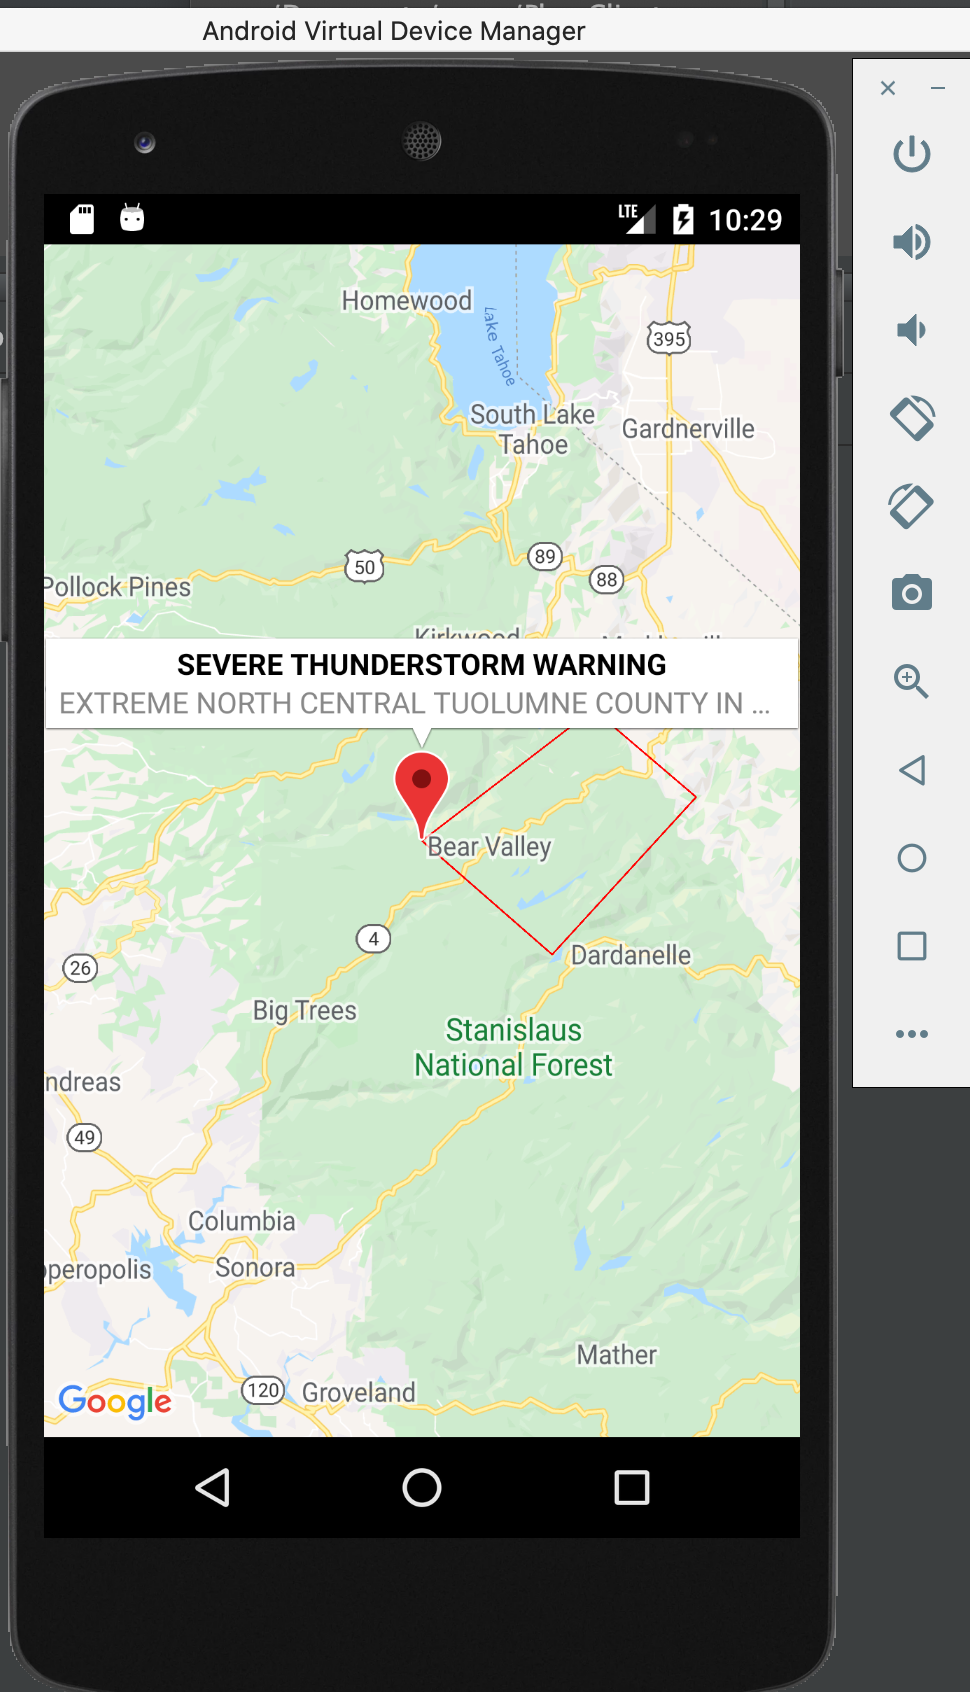 Android Virtual Device Manager
LTE 10:29
Homewood
Lake Tahoe
395
South Lake
Tahoe
Gardnerville
50
89
88
Pollock Pines
Kirkwood
SEVERE THUNDERSTORM WARNING
EXTREME NORTH CENTRAL TUOLUMNE COUNTY IN ...
Bear Valley
4
Dardanelle
26
Big Trees
Stanislaus
National Forest
ndreas
49
Columbia
Sonora
pperopolis
Mather
120
Groveland
Google